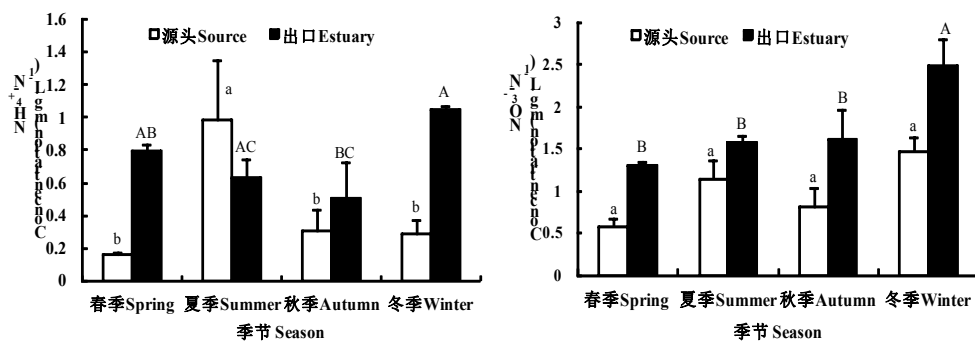 源头Source 出口Estuary
1.6
1.4
1.2
1
0.8
0.6
0.4
0.2
0
AB
b
a
AC
b
BC
b
A
春季Spring 夏季Summer 秋季Autumn 冬季Winter
季节 Season
源头Source 出口Estuary
3
2.5
2
1.5
1
0.5
0
a
B
a
B
a
B
a
A
春季Spring 夏季Summer 秋季Autumn 冬季Winter
季节 Season